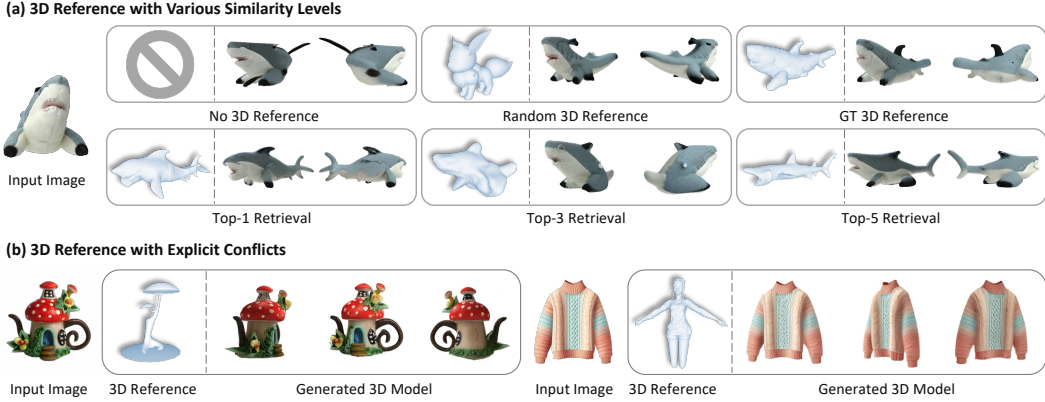 (a) 3D Reference with Various Similarity Levels
No 3D Reference
Random 3D Reference
GT 3D Reference
Input Image
Top-1 Retrieval
Top-3 Retrieval
Top-5 Retrieval
(b) 3D Reference with Explicit Conflicts
Input Image
3D Reference
Generated 3D Model
Input Image
3D Reference
Generated 3D Model